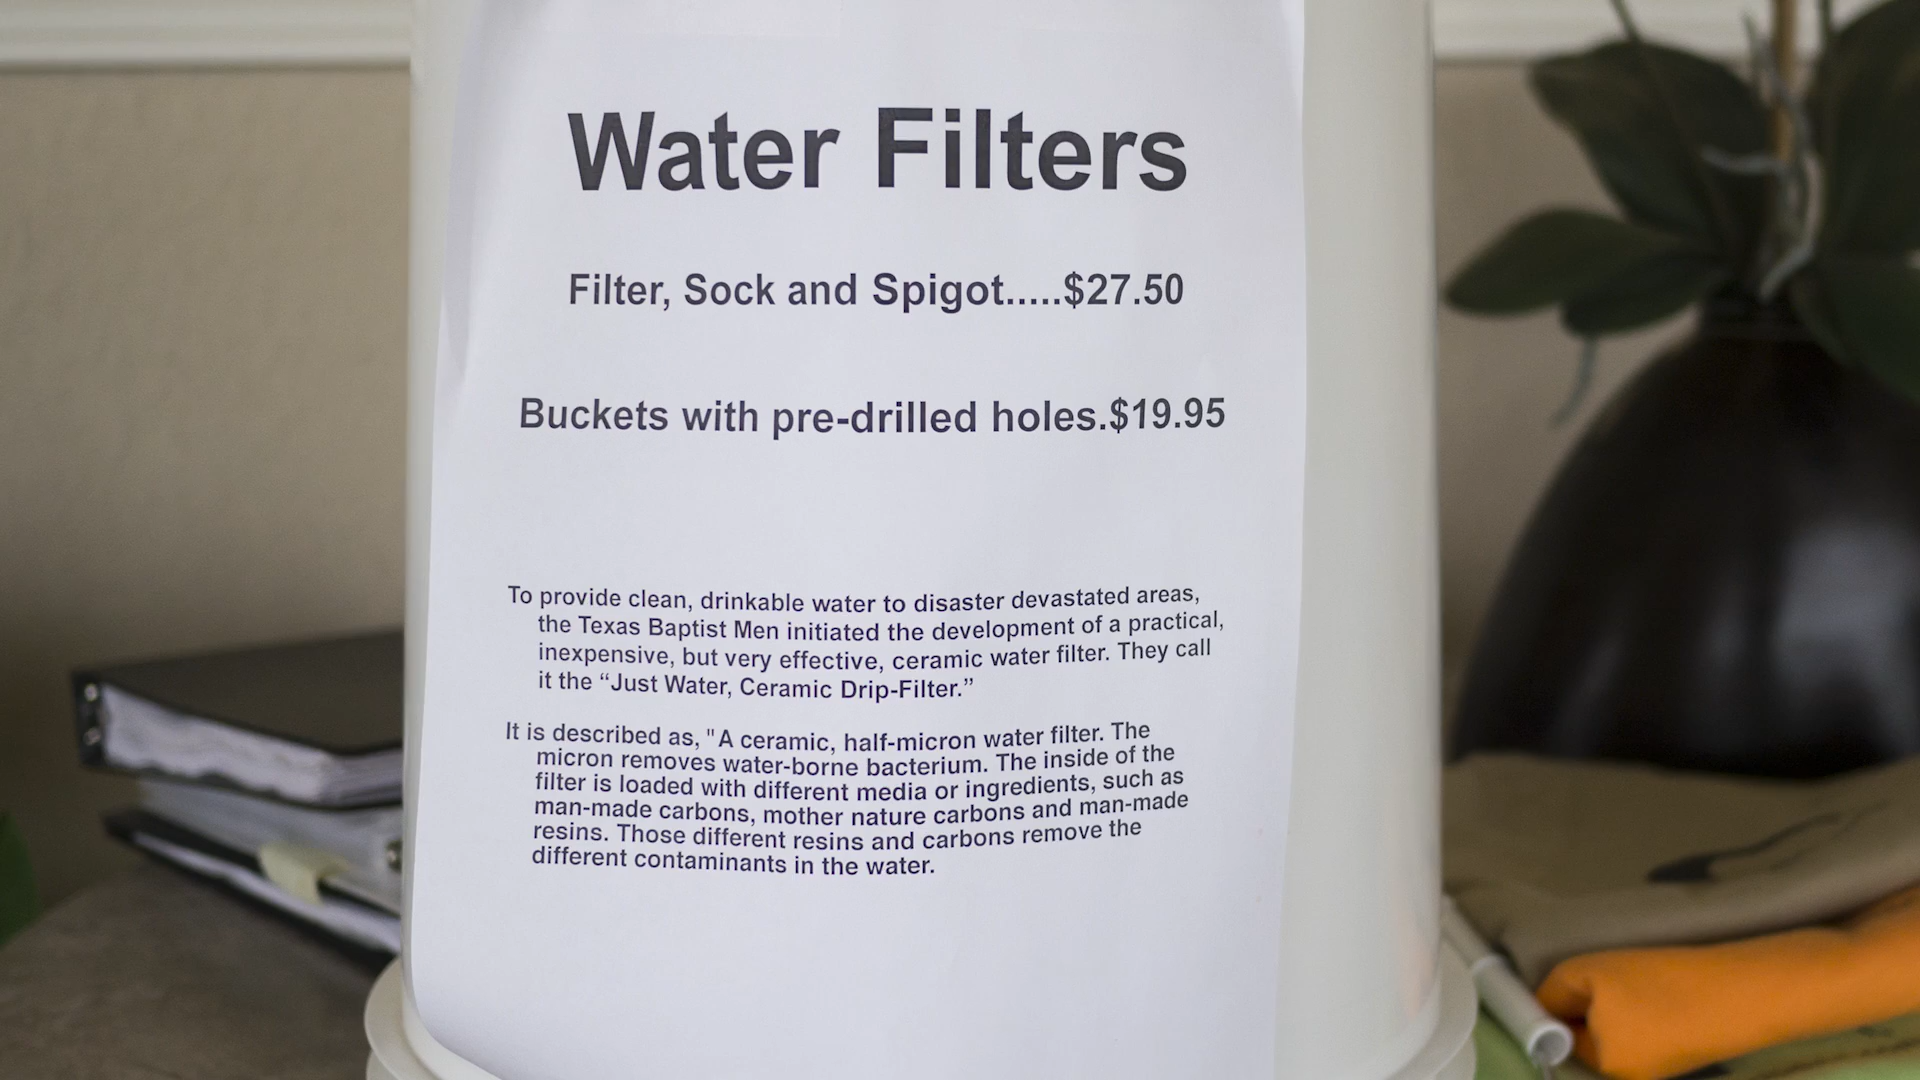 Water Filters
Filter, Sock and Spigot.....$27.50
Buckets with pre-drilled holes.$19.95
To provide clean, drinkable water to disaster devastated areas,
the Texas Baptist Men initiated the development of a practical,
inexpensive, but very effective, ceramic water filter. They call
it the “Just Water, Ceramic Drip-Filter.”
It is described as, "A ceramic, half-micron water filter. The
micron removes water-borne bacterium. The inside of the
filter is loaded with different media or ingredients, such as
man-made carbons, mother nature carbons and man-made
resins. Those different resins and carbons remove the
different contaminants in the water.